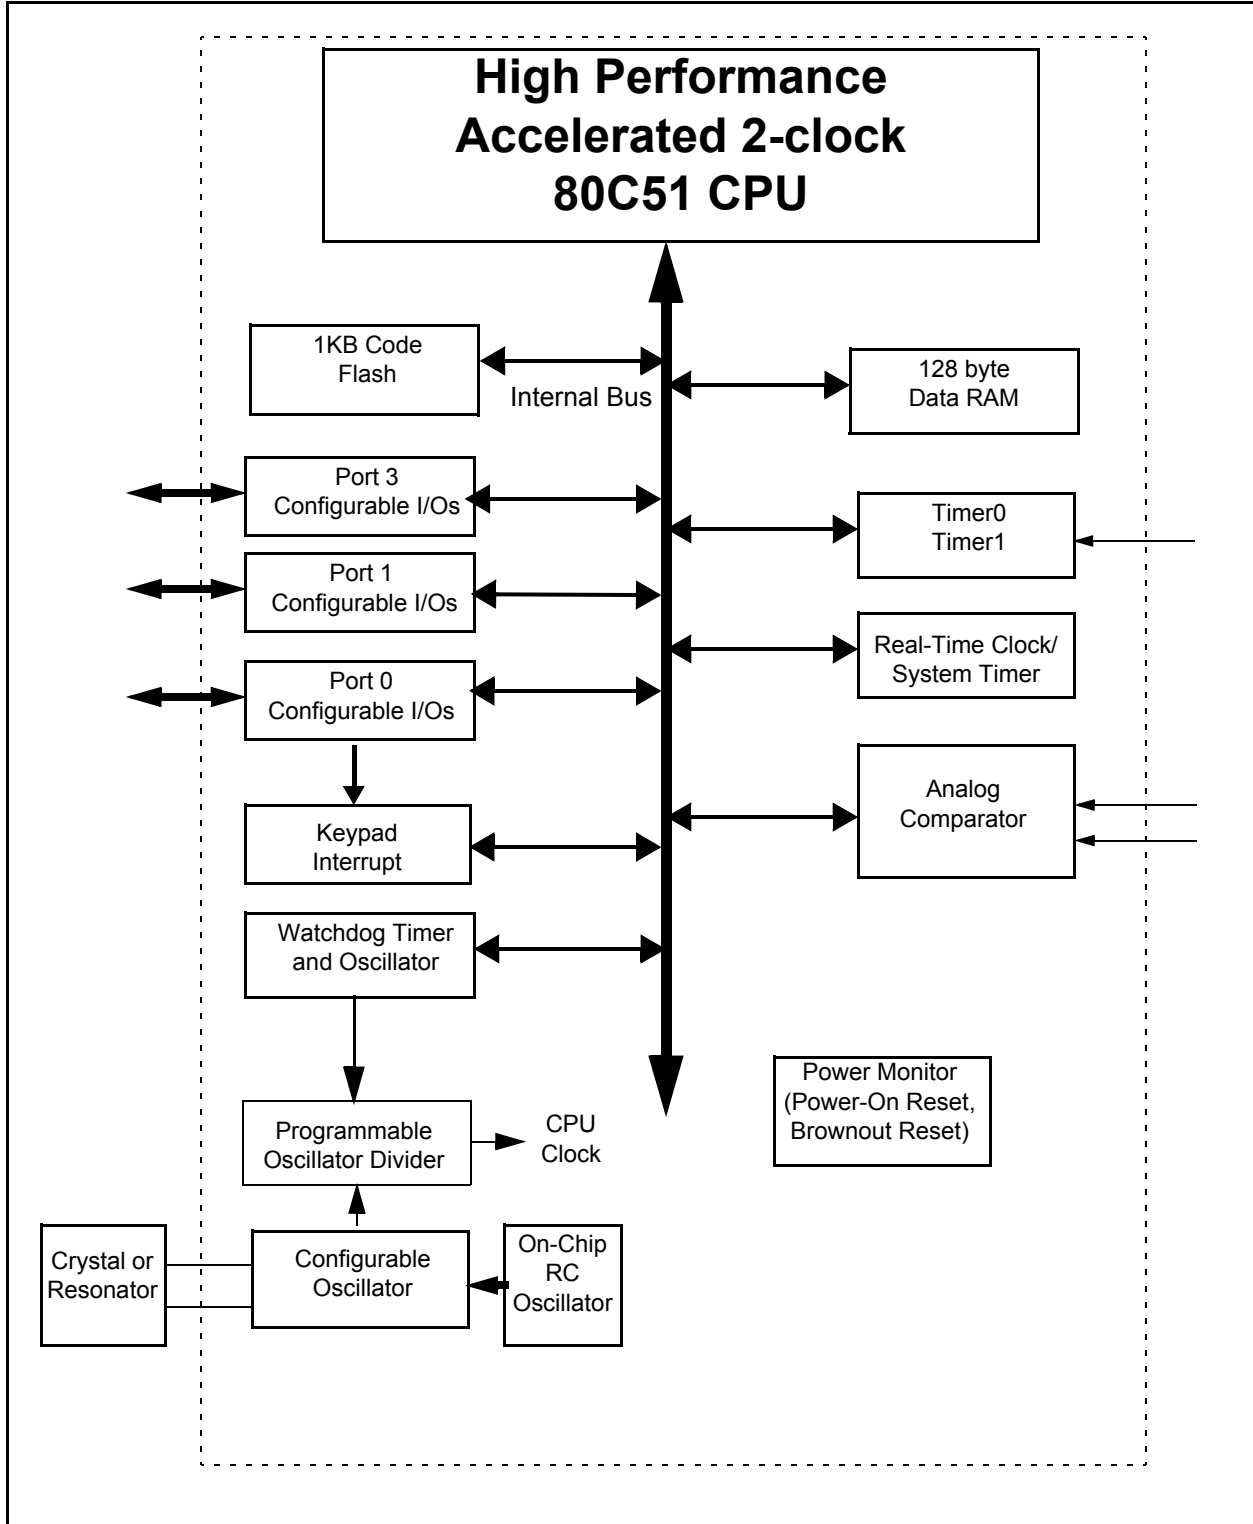 High Performance
Accelerated 2-clock
80C51 CPU
1KB Code
Flash
Internal Bus
128 byte
Data RAM
Port 3
Configurable I/Os
Timer0
Timer1
Port 1
Configurable I/Os
Real-Time Clock/
System Timer
Port 0
Configurable I/Os
Analog
Comparator
Keypad
Interrupt
Watchdog Timer
and Oscillator
Power Monitor
(Power-On Reset,
Brownout Reset)
Programmable
Oscillator Divider
CPU
Clock
Crystal or
Resonator
Configurable
Oscillator
On-Chip
RC
Oscillator